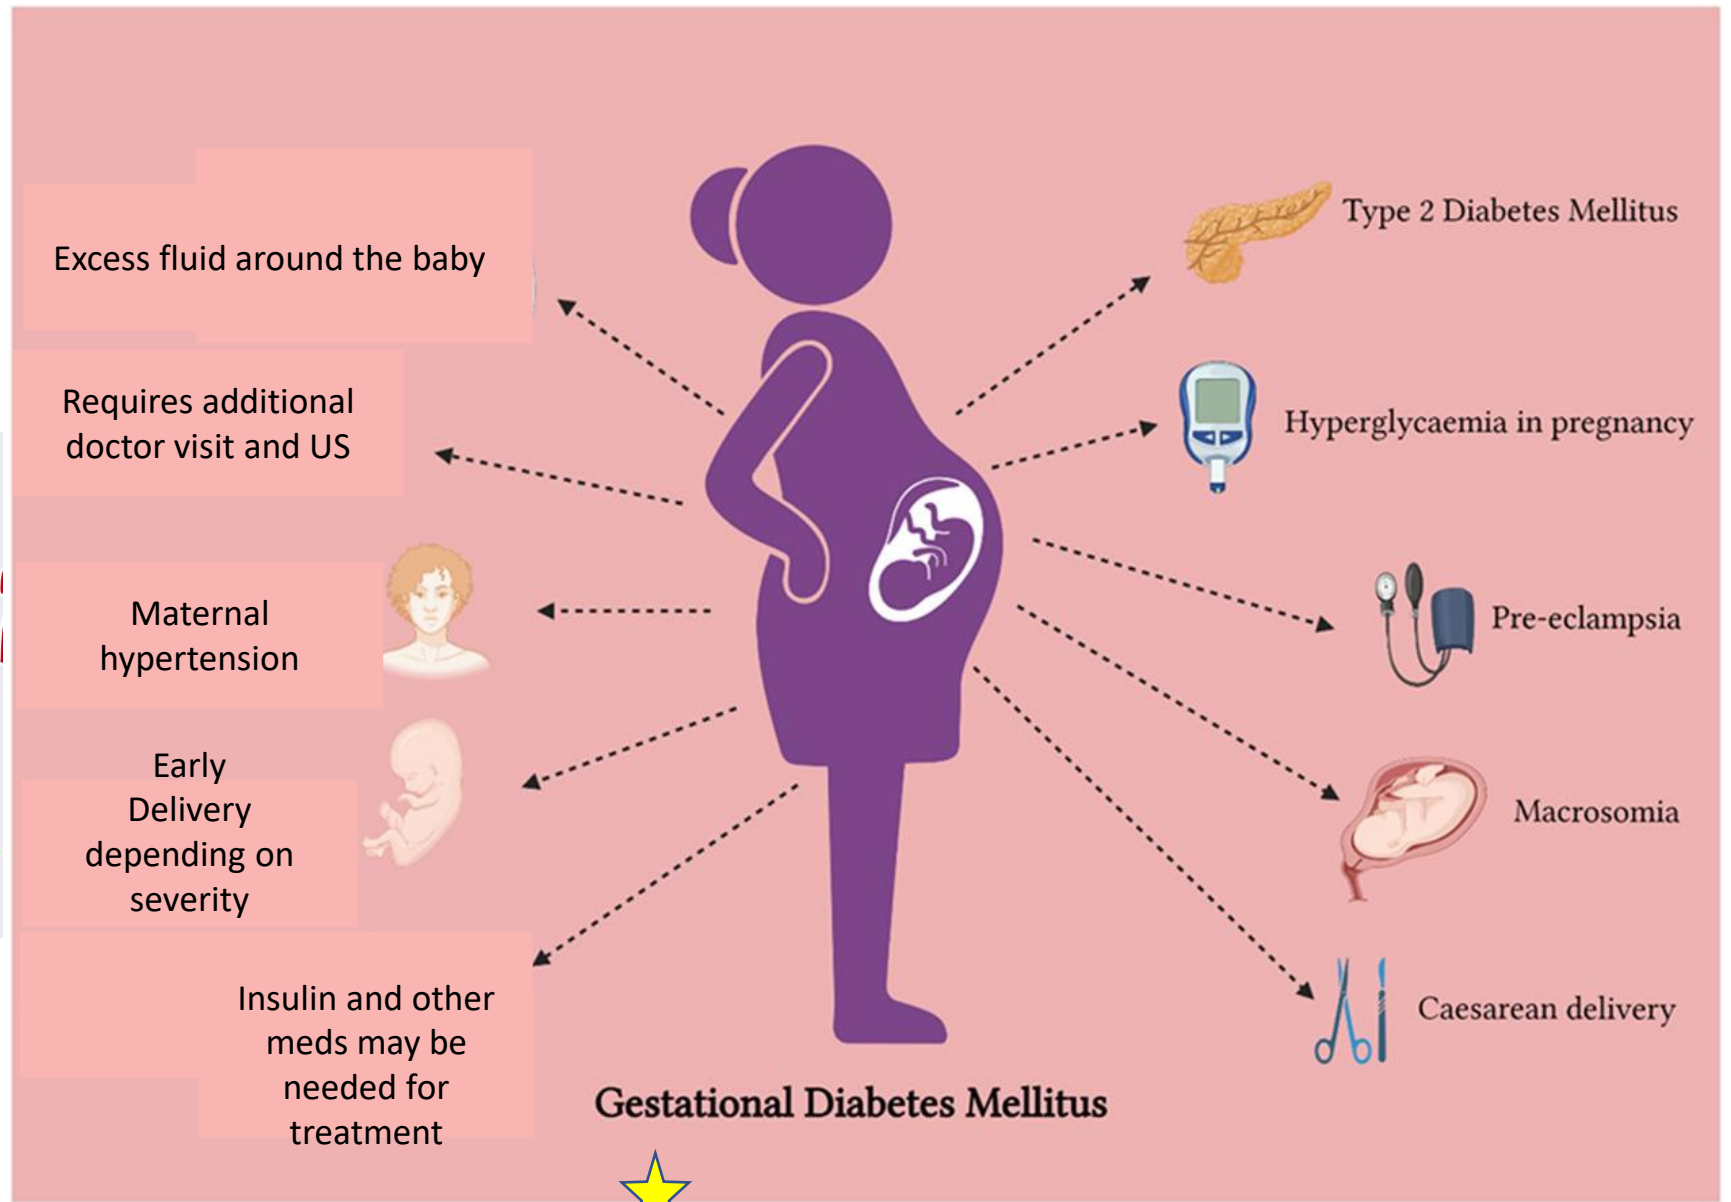 Excess fluid around the baby
Requires additional
doctor visit and US
Maternal
hypertension
Early
Delivery
depending on
severity
Insulin and other
meds may be
needed for
treatment
Type 2 Diabetes Mellitus
Hyperglycaemia in pregnancy
Pre-eclampsia
Macrosomia
Caesarean delivery
Gestational Diabetes Mellitus